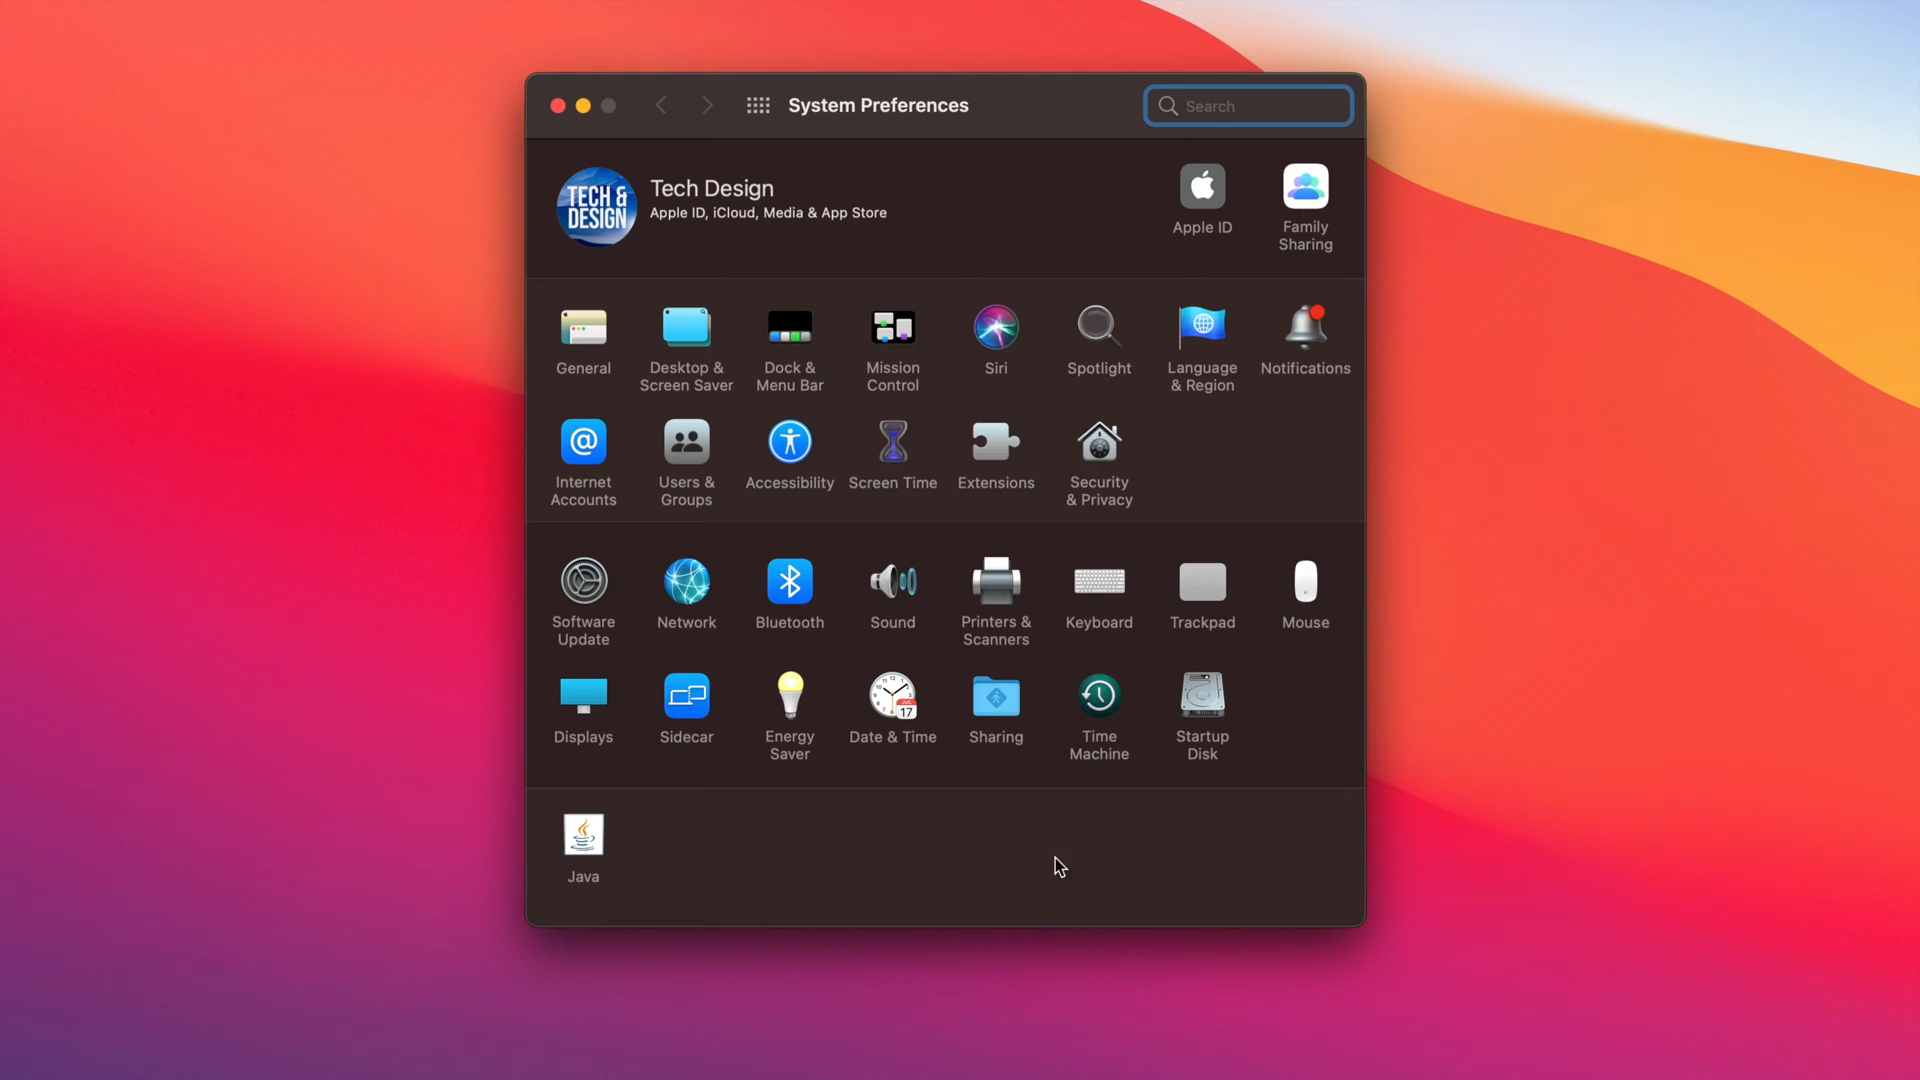 System Preferences
Search
TECH &
DESIGN
Tech Design
Apple ID, iCloud, Media & App Store
Apple ID
Family
Sharing
General
Desktop &
Screen Saver
Dock &
Menu Bar
Mission
Control
Siri
Spotlight
Language
& Region
Notifications
@
Internet
Accounts
Users &
Groups
Accessibility
Screen Time
Extensions
Security
& Privacy
Software
Update
Network
Bluetooth
Sound
Printers &
Scanners
Keyboard
Trackpad
Mouse
Displays
Sidecar
Energy
Saver
JUL
17
Date & Time
Sharing
Time
Machine
Startup
Disk
Java